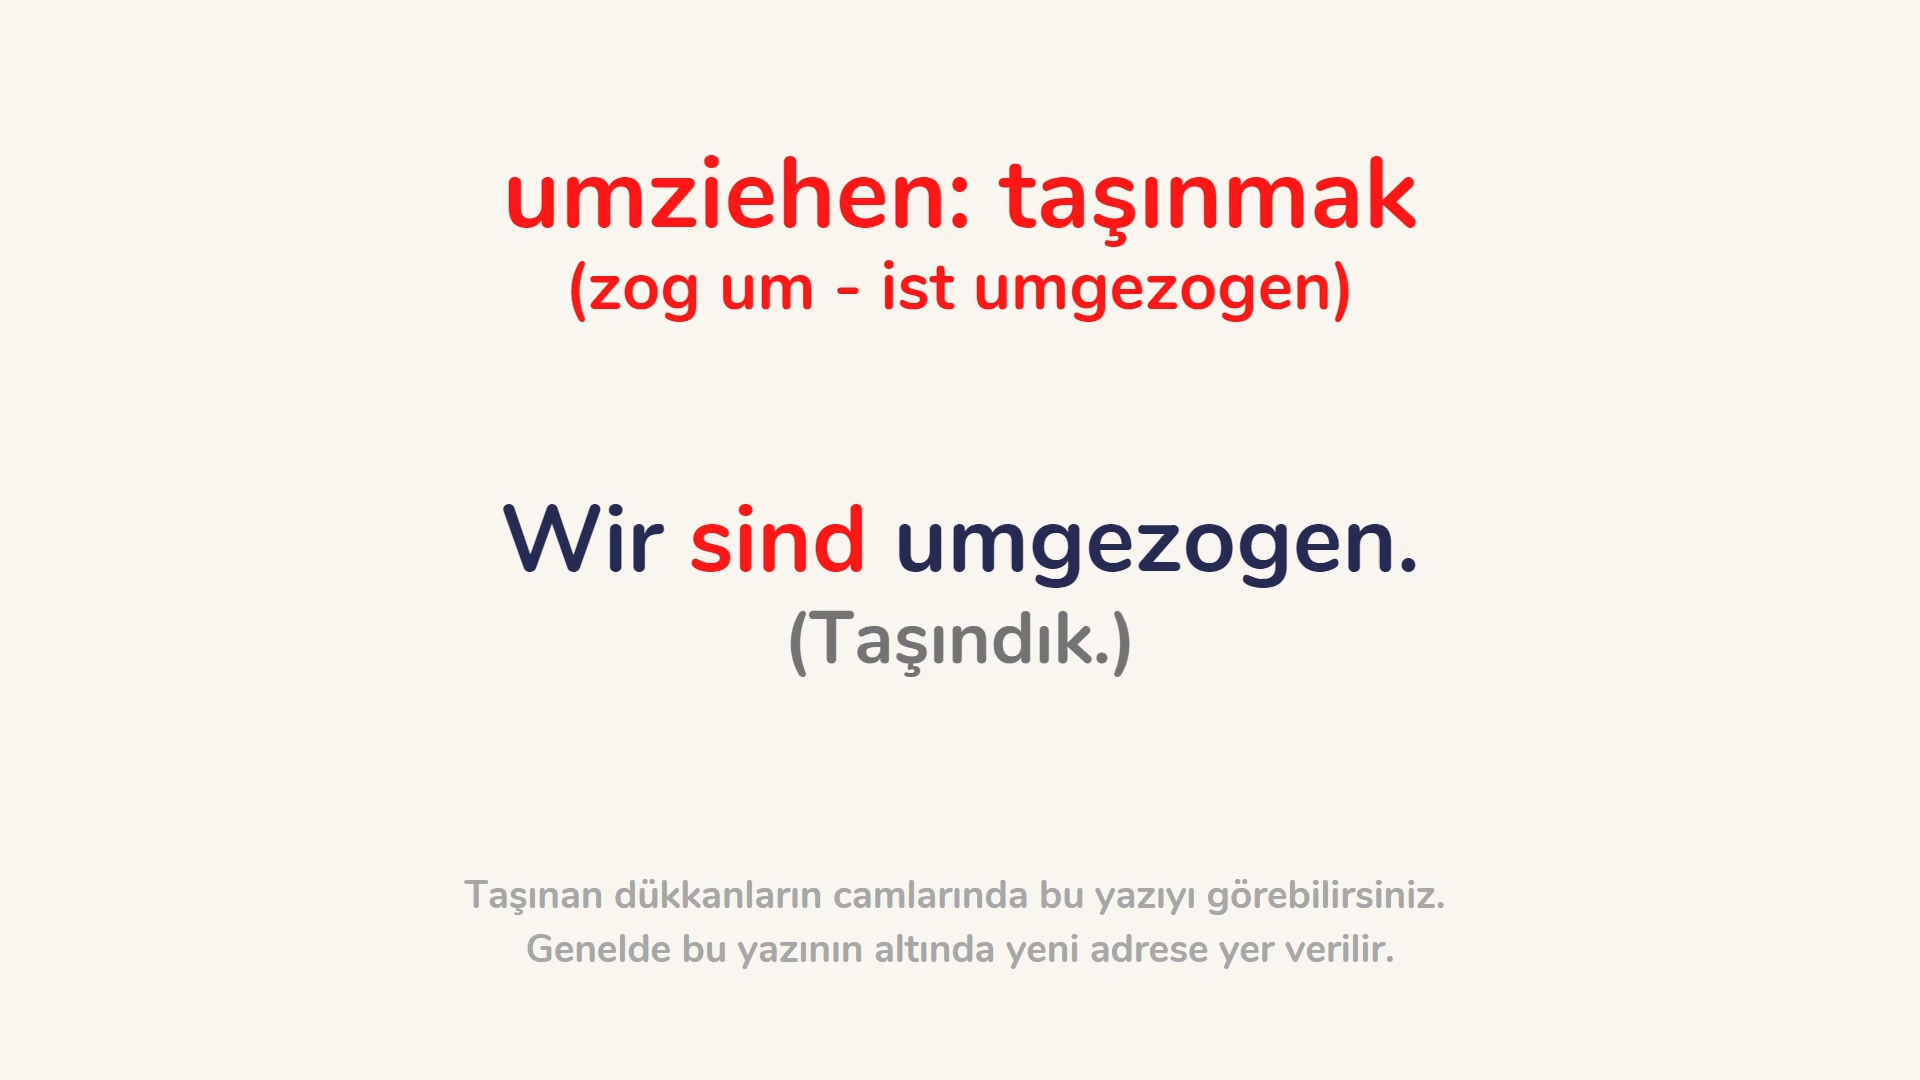 umziehen: taşınmak
(zog um - ist umgezogen)
Wir sind umgezogen.
(Taşındık.)
Taşınan dükkanların camlarında bu yazıyı görebilirsiniz.
Genelde bu yazının altında yeni adrese yer verilir.